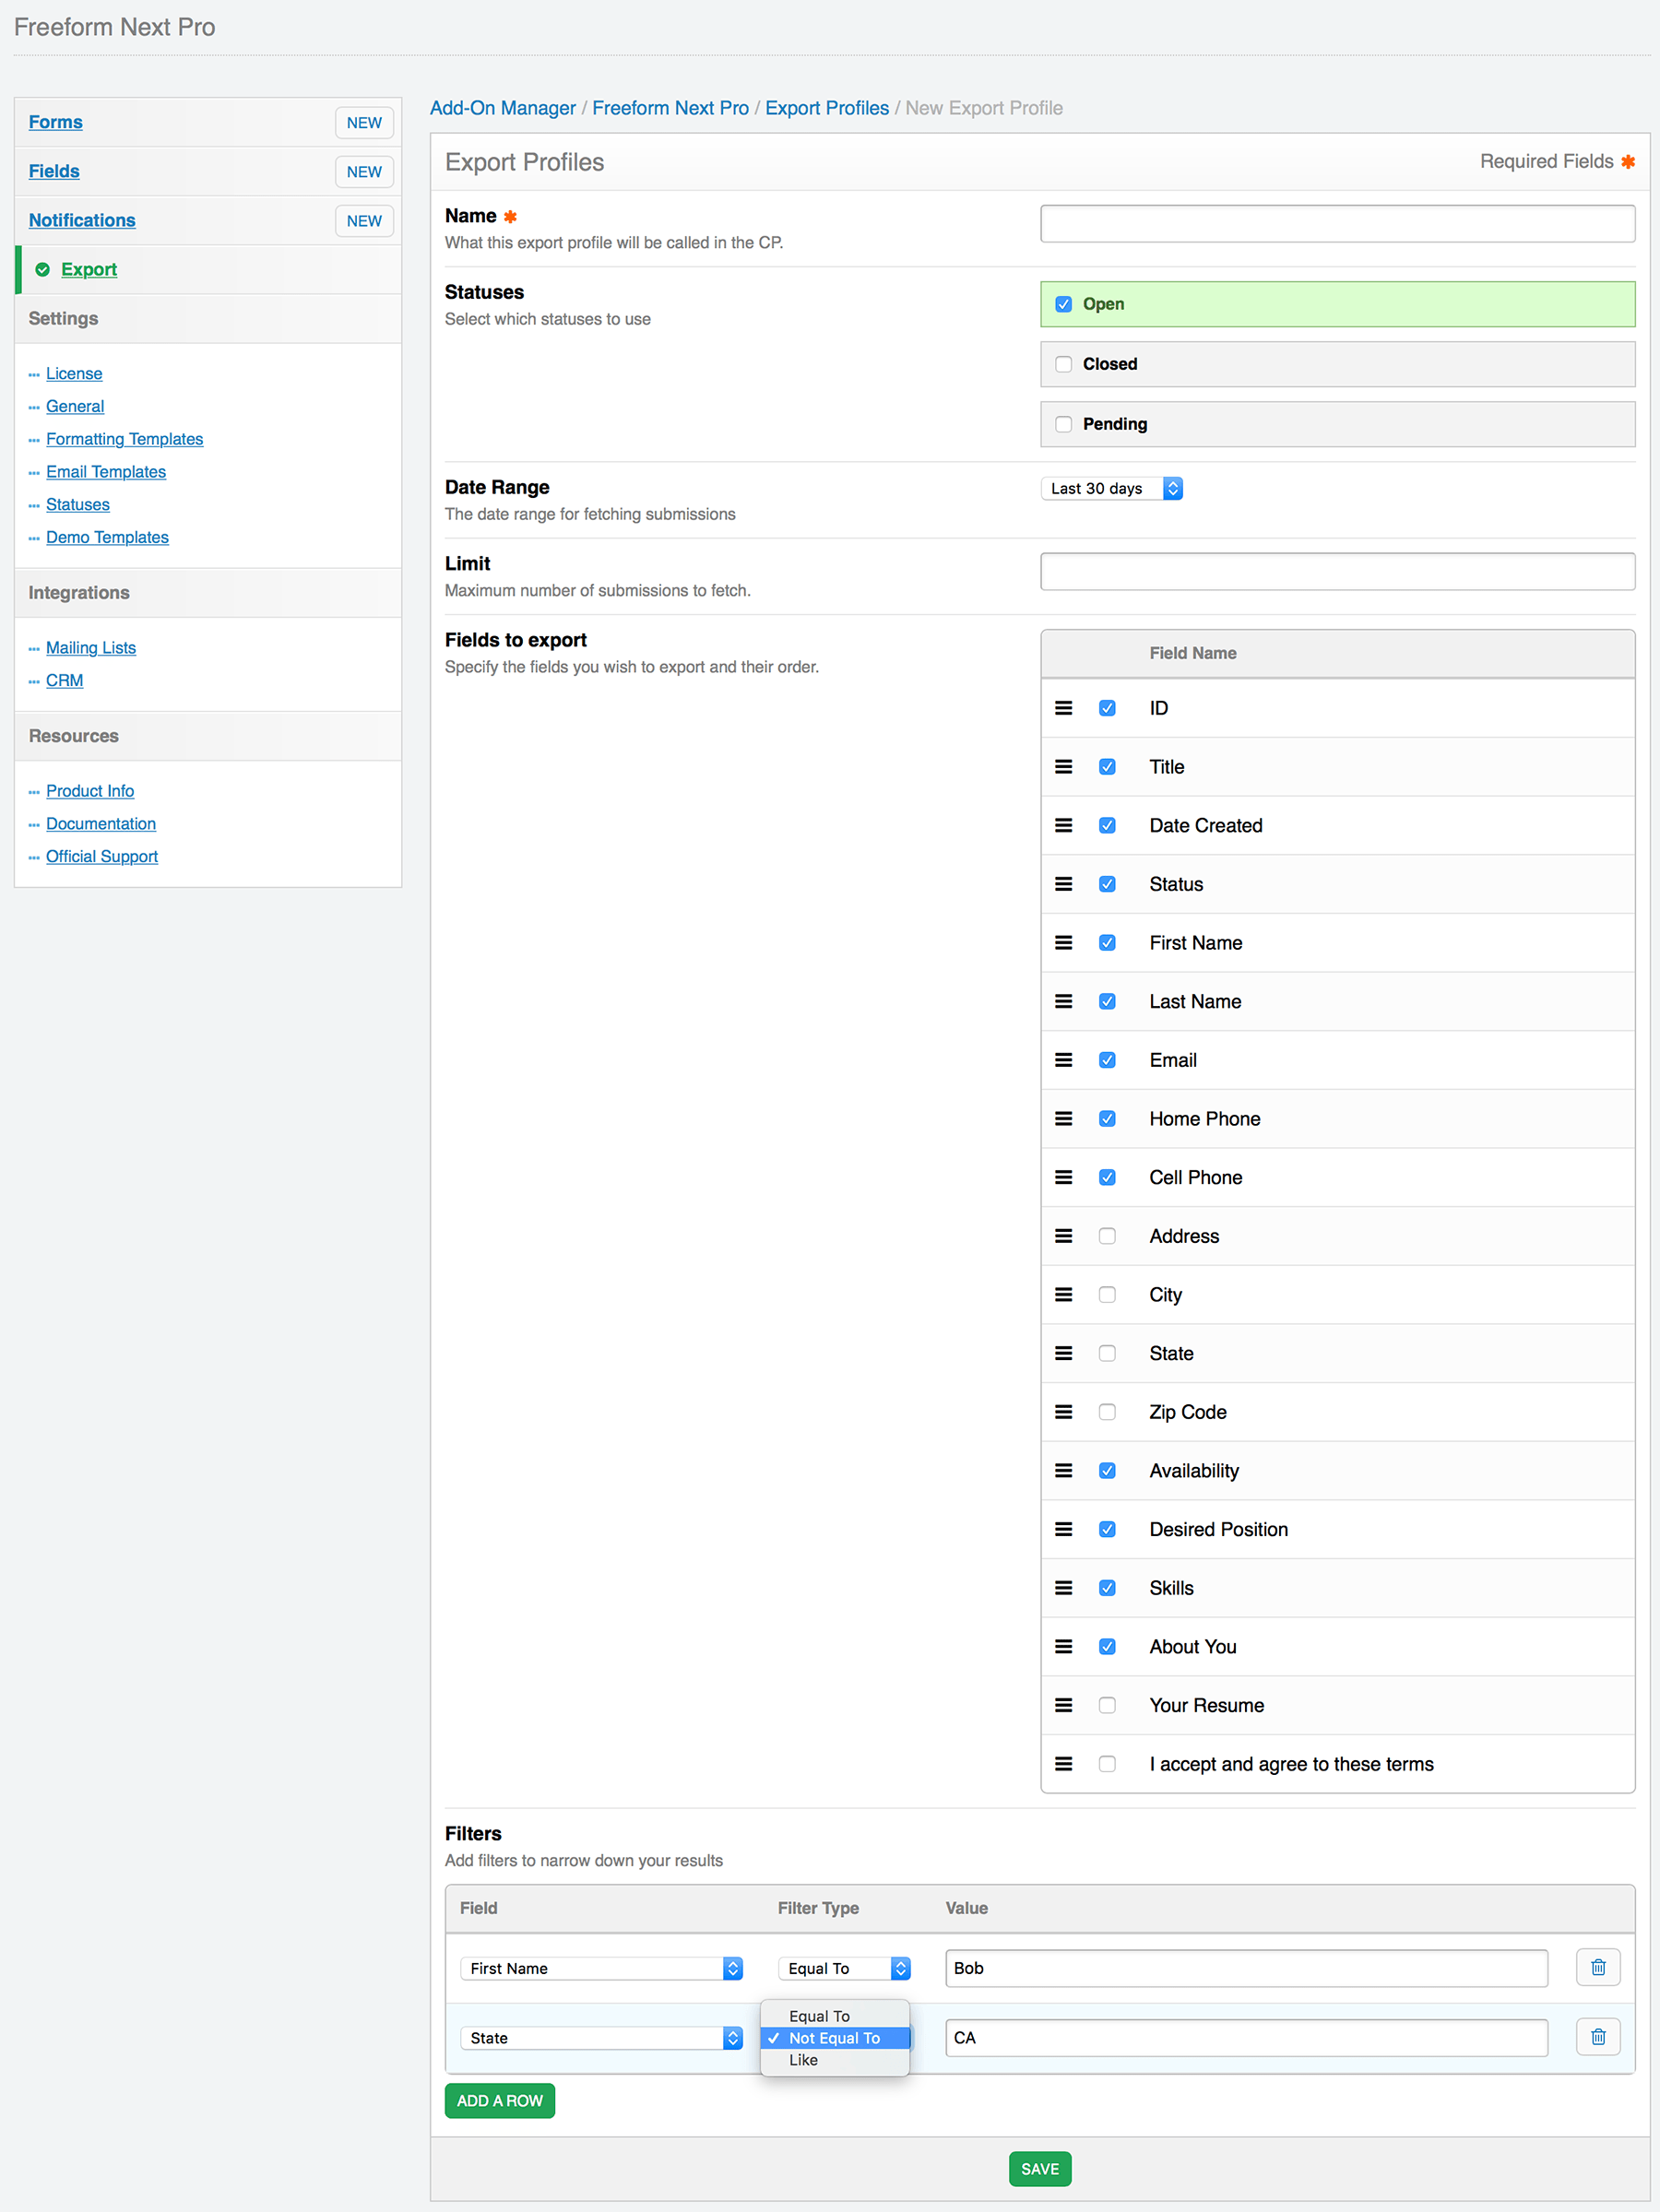 Freeform Next Pro
Forms NEW
Fields NEW
Notifications NEW
Export
Settings
License
General
Formatting Templates
Email Templates
Statuses
Demo Templates
Integrations
Mailing Lists
CRM
Resources
Product Info
Documentation
Official Support
Add-On Manager / Freeform Next Pro / Export Profiles / New Export Profile
Export Profiles Required Fields ✱
Name ✱
What this export profile will be called in the CP.
Statuses
Select which statuses to use
Open
Closed
Pending
Date Range
The date range for fetching submissions
Last 30 days
Limit
Maximum number of submissions to fetch.
Fields to export
Specify the fields you wish to export and their order.
Field Name
ID
Title
Date Created
Status
First Name
Last Name
Email
Home Phone
Cell Phone
Address
City
State
Zip Code
Availability
Desired Position
Skills
About You
Your Resume
I accept and agree to these terms
Filters
Add filters to narrow down your results
Field Filter Type Value
First Name Equal To Bob
Equal To
State Not Equal To CA
Like
ADD A ROW
SAVE